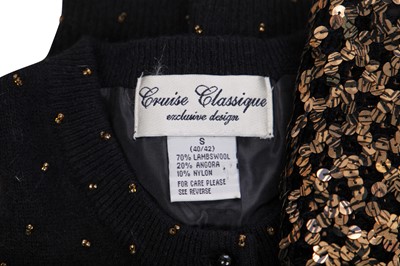 Cruise Classique
exclusive design
S
(40/42)
70% LAMBSWOOL
20% ANGORA
10% NYLON
FOR CARE PLEASE
SEE REVERSE